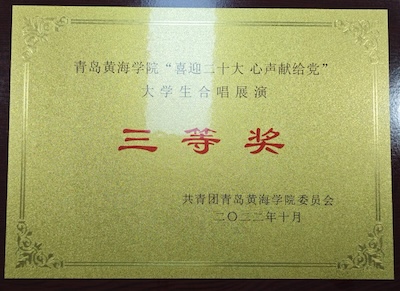 青岛黄海学院“喜迎二十大 心声献给党”
大学生合唱展演
三等奖
共青团青岛黄海学院委员会
二〇二二年十月